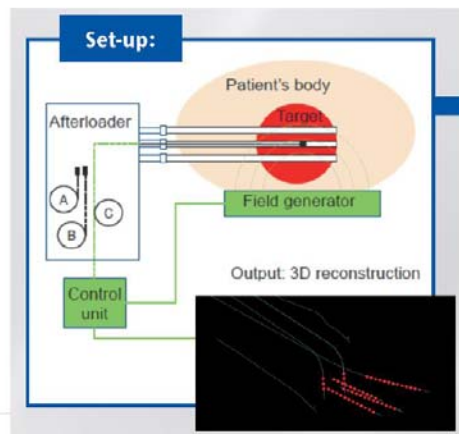 Set-up:
Patient's body
Afterloader
Target
A
B
C
Field generator
Control
unit
Output: 3D reconstruction